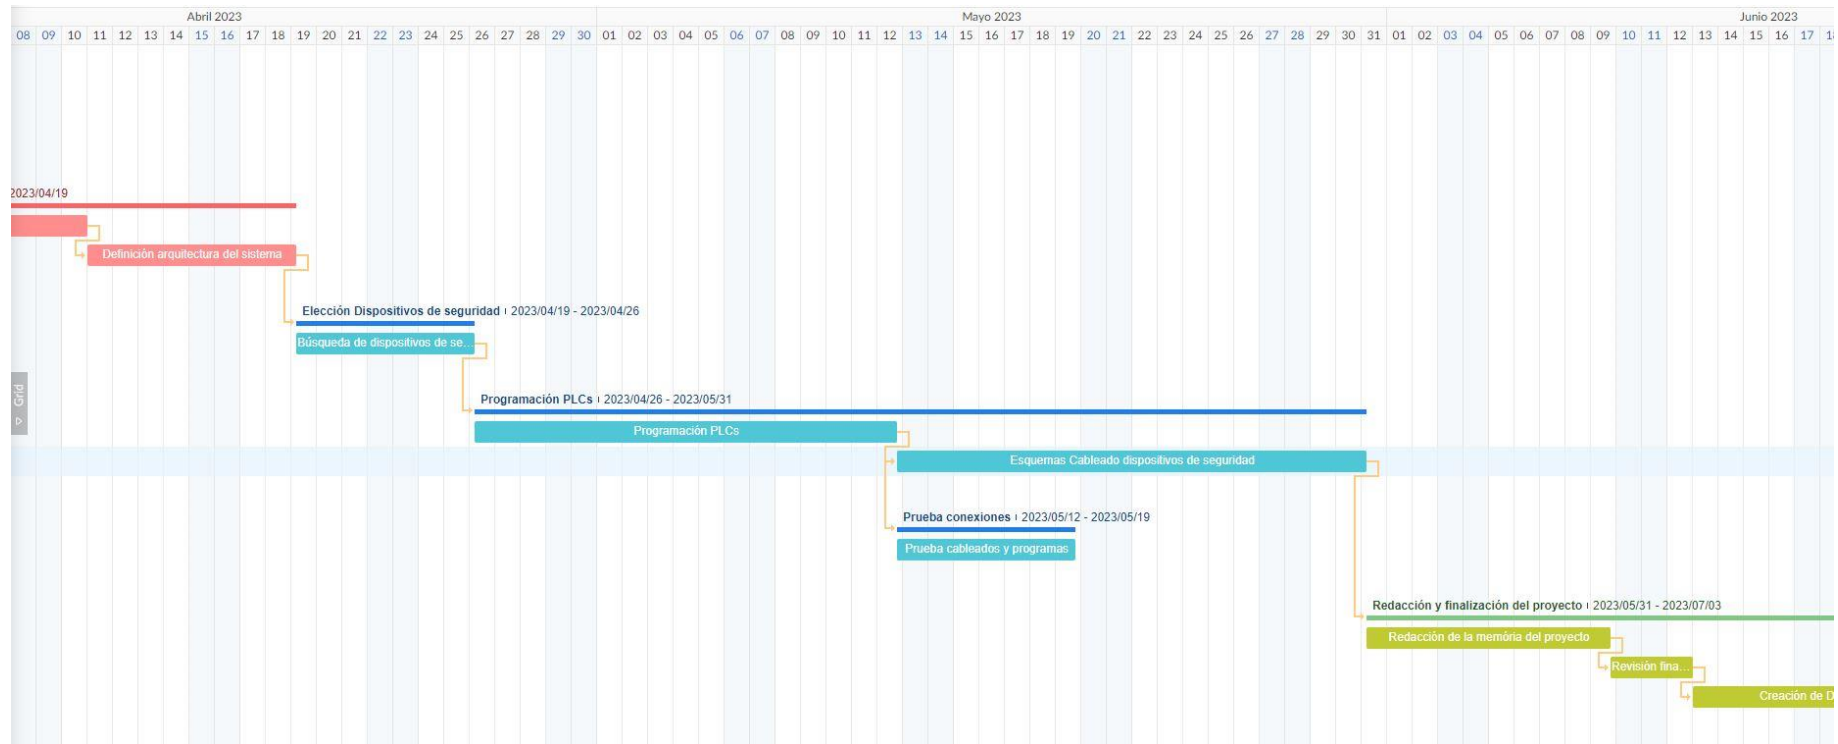 Abril 2023 Mayo 2023 Junio 2023
08 09 10 11 12 13 14 15 16 17 18 19 20 21 22 23 24 25 26 27 28 29 30 01 02 03 04 05 06 07 08 09 10 11 12 13 14 15 16 17 18 19 20 21 22 23 24 25 26 27 28 29 30 31 01 02 03 04 05 06 07 08 09 10 11 12 13 14 15 16 17 18
2023/04/19
Definición arquitectura del sistema
Elección Dispositivos de seguridad 2023/04/19 - 2023/04/26
Búsqueda de dispositivos de se...
Grid
Programación PLCs 2023/04/26 - 2023/05/31
Programación PLCs
Esquemas Cableado dispositivos de seguridad
Prueba conexiones 2023/05/12 - 2023/05/19
Prueba cableados y programas
Redacción y finalización del proyecto 2023/05/31 - 2023/07/03
Redacción de la memória del proyecto
Revisión fina...
Creación de D